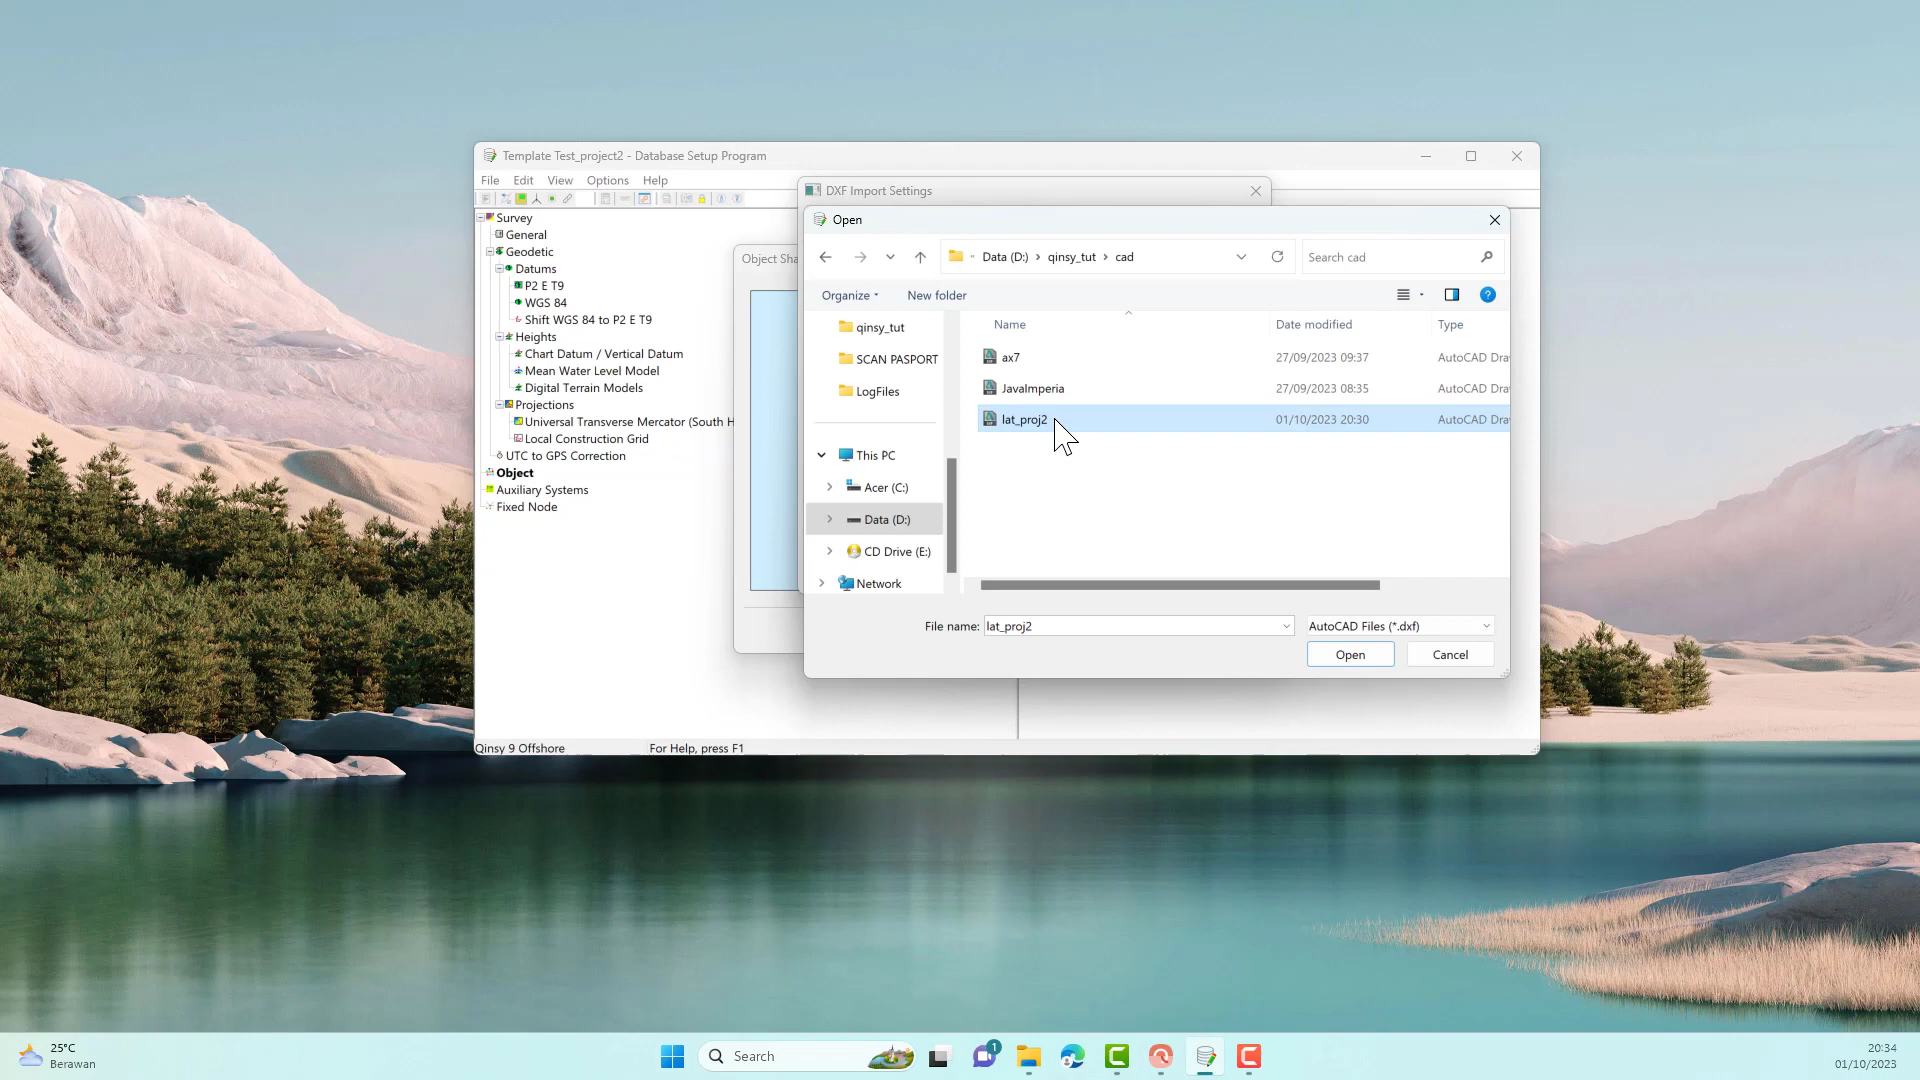 Template Test_project2 - Database Setup Program
File Edit View Options Help
Survey
General
Geodetic
Datums
P2 E T9
WGS 84
Shift WGS 84 to P2 E T9
Heights
Chart Datum / Vertical Datum
Mean Water Level Model
Digital Terrain Models
Projections
Universal Transverse Mercator (South H
Local Construction Grid
UTC to GPS Correction
Object
Auxiliary Systems
Fixed Node
Qinsy 9 Offshore
For Help, press F1
Object Sha
DXF Import Settings
Open
Data (D:) › qinsy_tut › cad
Search cad
Organize
New folder
qinsy_tut
SCAN PASPORT
LogFiles
This PC
Acer (C:)
Data (D:)
CD Drive (E:)
Network
Name Date modified Type
ax7 27/09/2023 09:37 AutoCAD Dra
JavaImperia 27/09/2023 08:35 AutoCAD Dra
lat_proj2 01/10/2023 20:30 AutoCAD Dra
File name: lat_proj2
AutoCAD Files (*.dxf)
Open
Cancel
25°C
Berawan
Search
1
20:34
01/10/2023